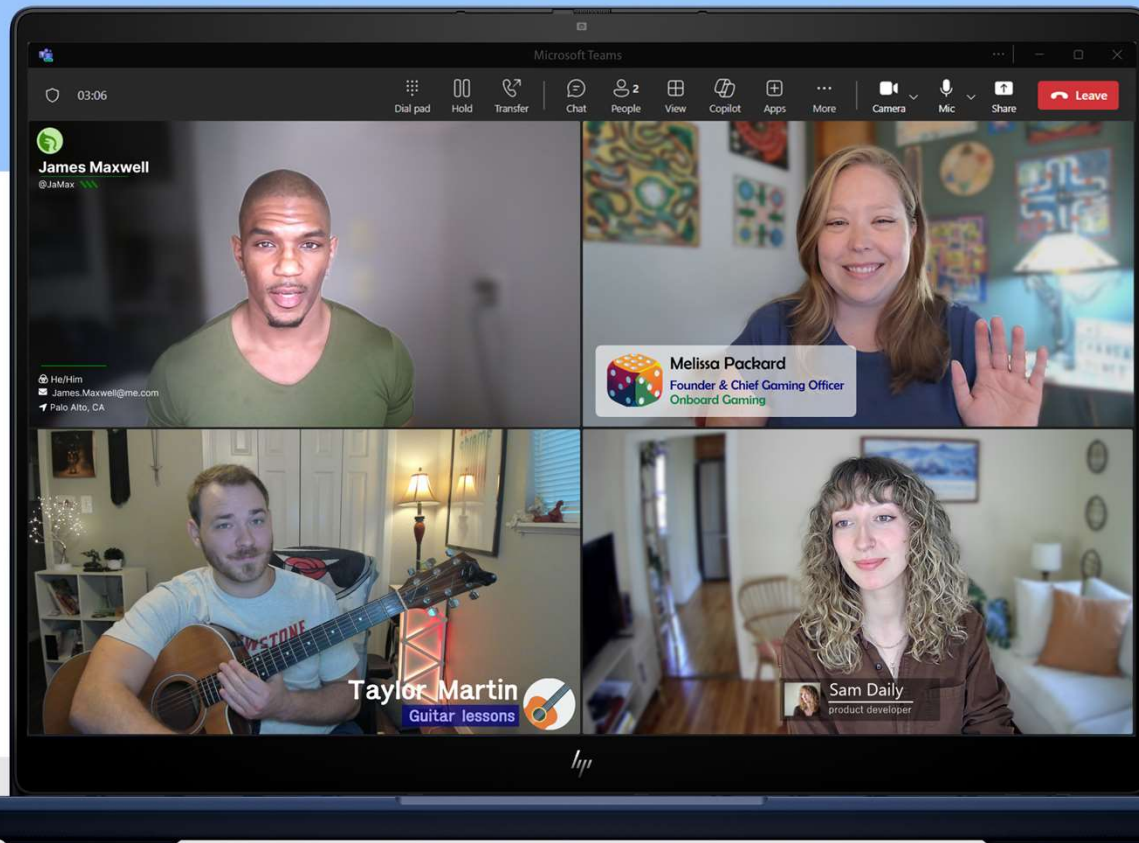 Microsoft Teams
03:06
Dial pad
Hold
Transfer
Chat
2
People
View
Copilot
Apps
More
Camera
Mic
Share
Leave
James Maxwell
@JaMax
He/Him
James.Maxwell@me.com
Palo Alto, CA
Melissa Packard
Founder & Chief Gaming Officer
Onboard Gaming
Taylor Martin
Guitar lessons
Sam Daily
product developer
hp